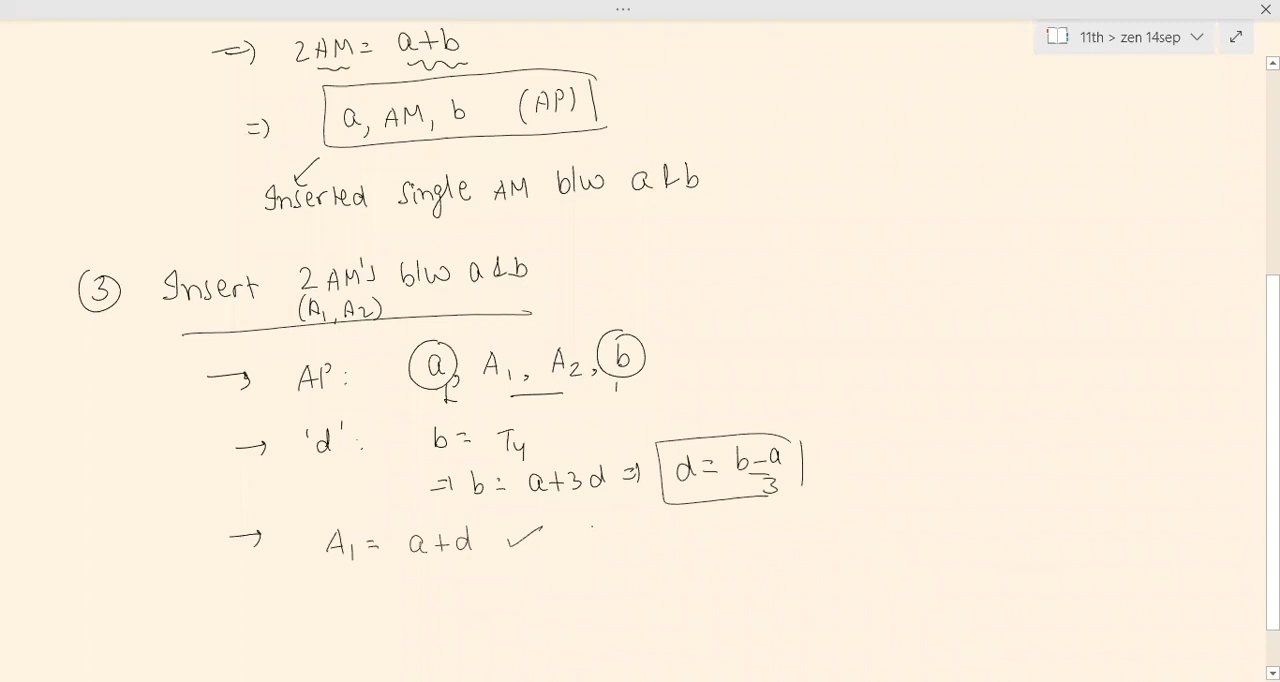 ...
11th > zen 14sep
=) 2AM = a+b
=) a, AM, b (AP)
Inserted single AM b/w a & b
③ Insert 2 AM's b/w a & b
(A₁, A₂)
→ AP: a, A₁, A₂, b
→ 'd': b = T₄
=) b = a+3d =) d = b-a/3
→ A₁ = a+d ✓